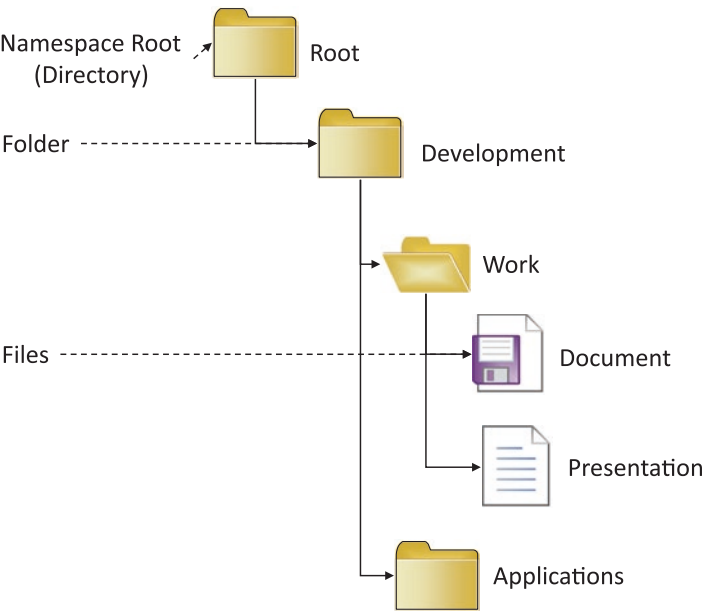 Namespace Root
(Directory)
Root
Folder
Development
Work
Files
Document
Presentation
Applications